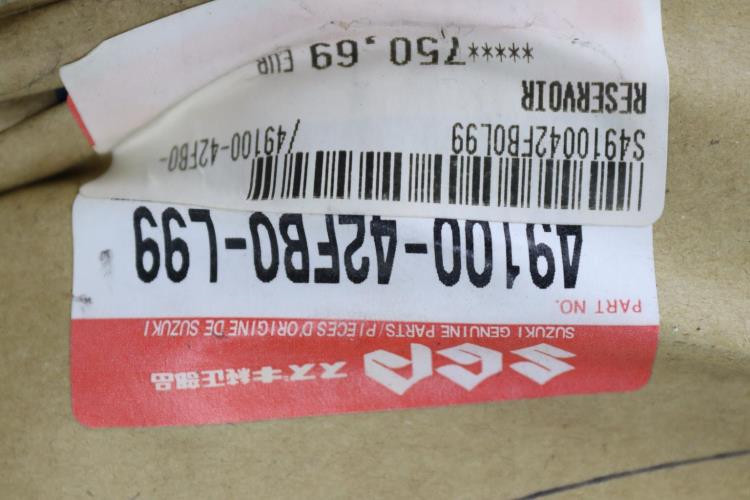 SGP スズキ純正部品
SUZUKI GENUINE PARTS/PIECES D'ORIGINE DE SUZUKI
PART NO.
49100-42FB0-L99
S4910042FB0L99 /49100-42FB0-
RESERVOIR
*****750,69 EUR